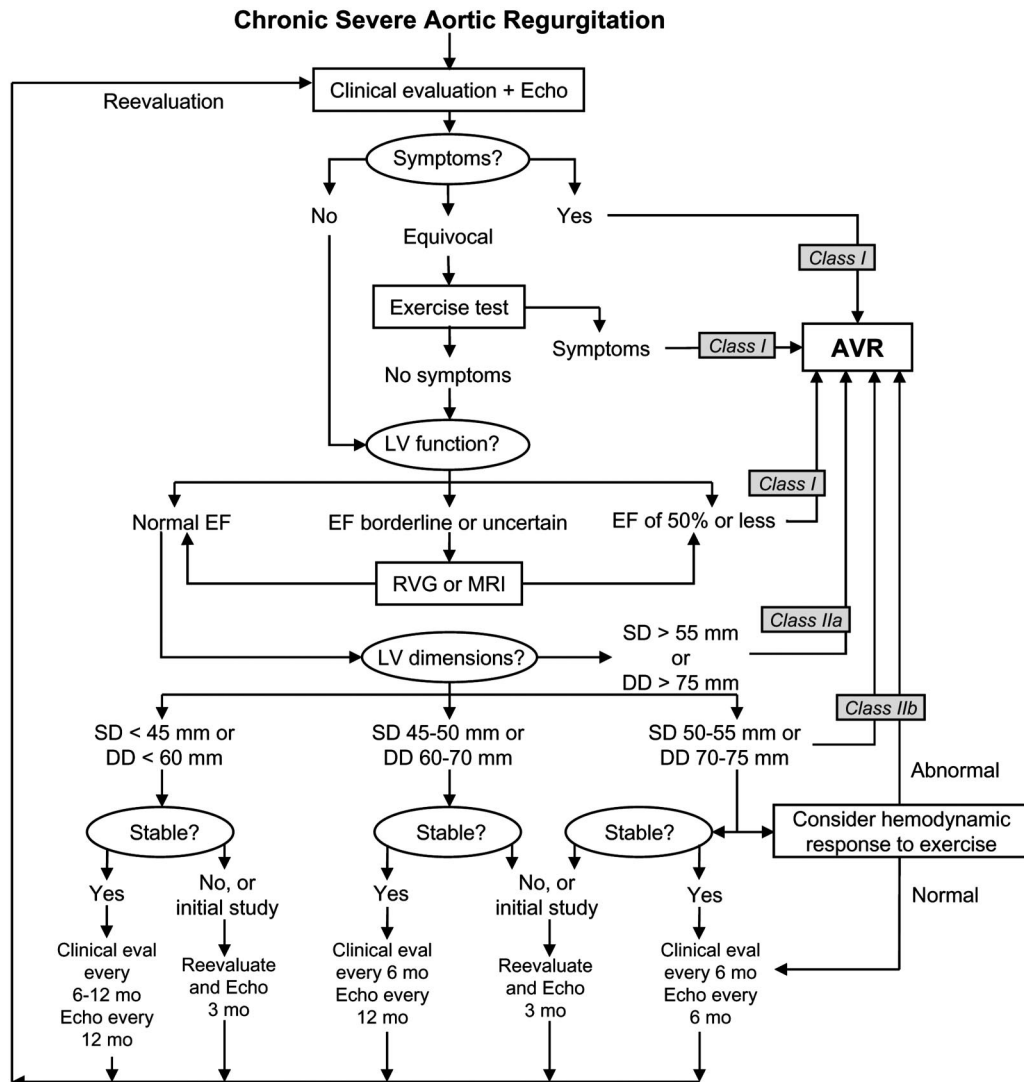 Chronic Severe Aortic Regurgitation
Reevaluation
Clinical evaluation + Echo
Symptoms?
No
Equivocal
Yes
Class I
Exercise test
Symptoms
Class I
AVR
No symptoms
LV function?
Class I
Normal EF
EF borderline or uncertain
EF of 50% or less
RVG or MRI
Class IIa
LV dimensions?
SD > 55 mm
or
DD > 75 mm
Class IIb
SD < 45 mm or
DD < 60 mm
SD 45-50 mm or
DD 60-70 mm
SD 50-55 mm or
DD 70-75 mm
Abnormal
Stable?
Stable?
Stable?
Consider hemodynamic
response to exercise
Yes
No, or
initial study
Yes
No, or
initial study
Yes
Normal
Clinical eval
every
6-12 mo
Echo every
12 mo
Reevaluate
and Echo
3 mo
Clinical eval
every 6 mo
Echo every
12 mo
Reevaluate
and Echo
3 mo
Clinical eval
every 6 mo
Echo every
6 mo